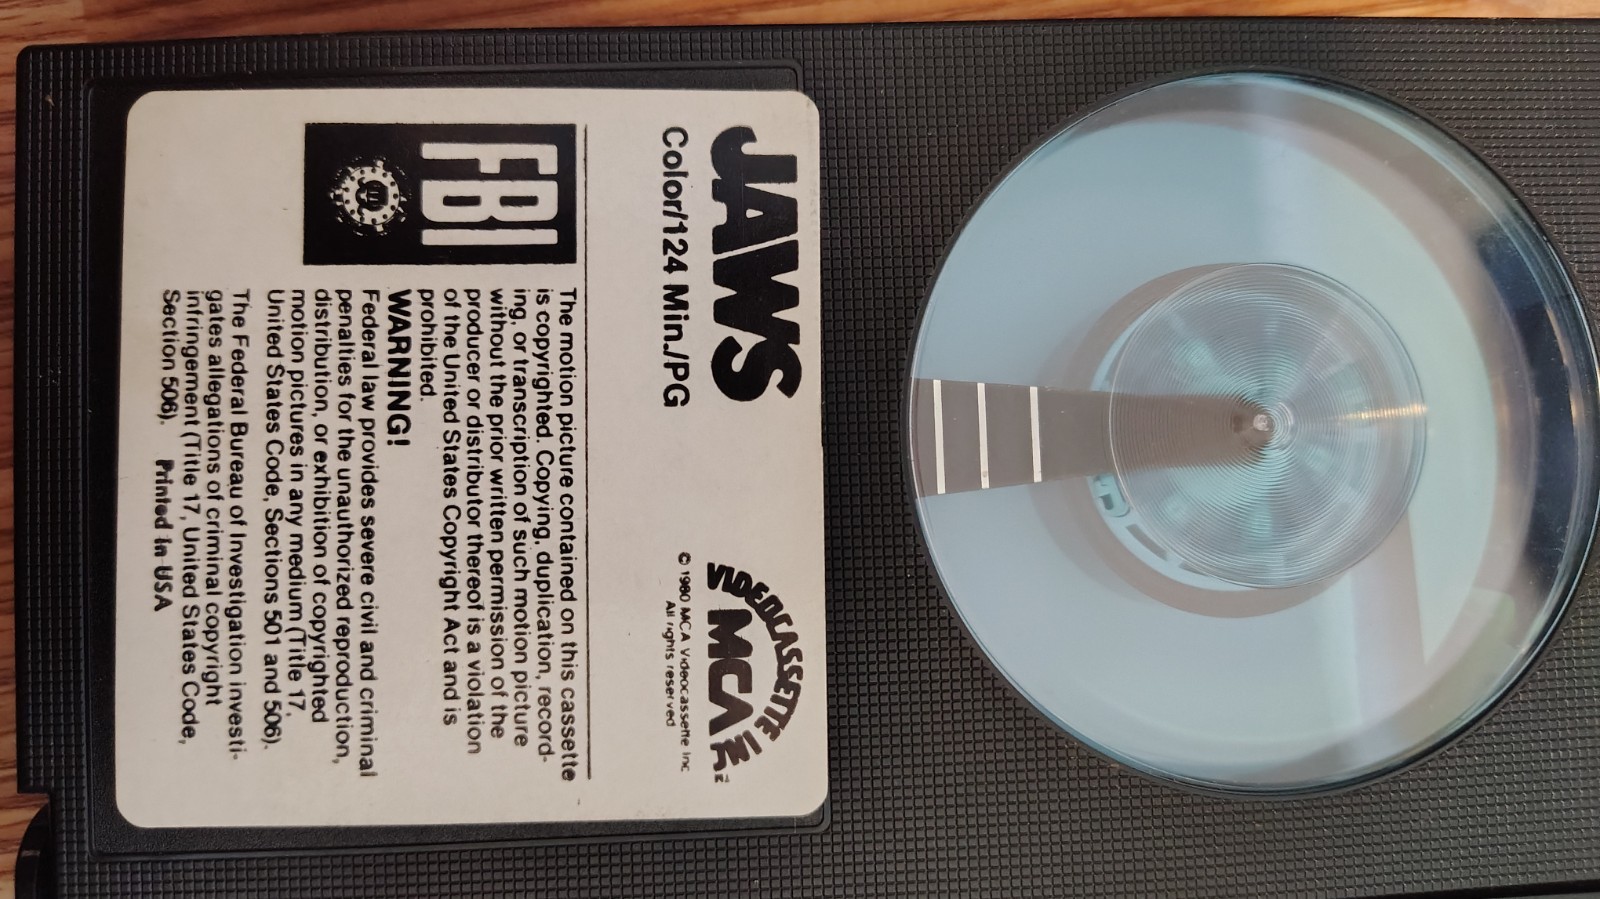 JAWS
Color/124 Min./PG
VIDEOCASSETTE
MCA
© 1980 MCA Videocassette Inc
All rights reserved
FBI
The motion picture contained on this cassette
is copyrighted. Copying, duplication, record-
ing, or transcription of such motion picture
without the prior written permission of the
producer or distributor thereof is a violation
of the United States Copyright Act and is
prohibited.
WARNING!
Federal law provides severe civil and criminal
penalties for the unauthorized reproduction,
distribution, or exhibition of copyrighted
motion pictures in any medium (Title 17,
United States Code, Sections 501 and 506).
The Federal Bureau of Investigation investi-
gates allegations of criminal copyright
infringement (Title 17, United States Code,
Section 506). Printed in USA